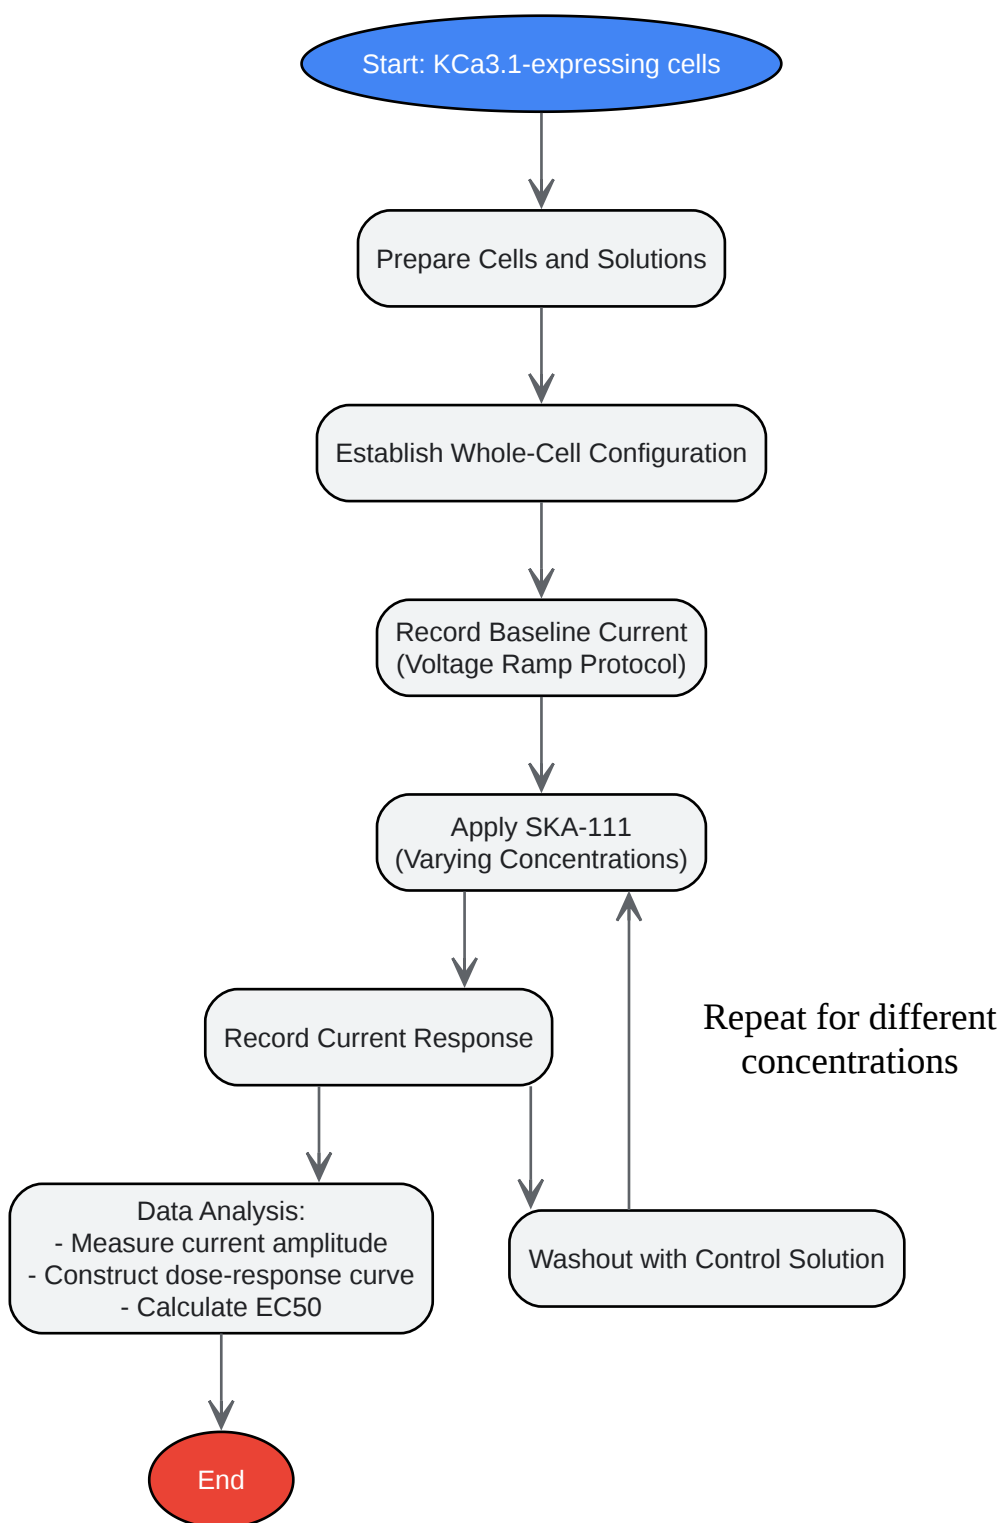 Start: KCa3.1-expressing cells
Prepare Cells and Solutions
Establish Whole-Cell Configuration
Record Baseline Current
(Voltage Ramp Protocol)
Apply SKA-111
(Varying Concentrations)
Record Current Response
Repeat for different
concentrations
Data Analysis:
- Measure current amplitude
- Construct dose-response curve
- Calculate EC50
Washout with Control Solution
End